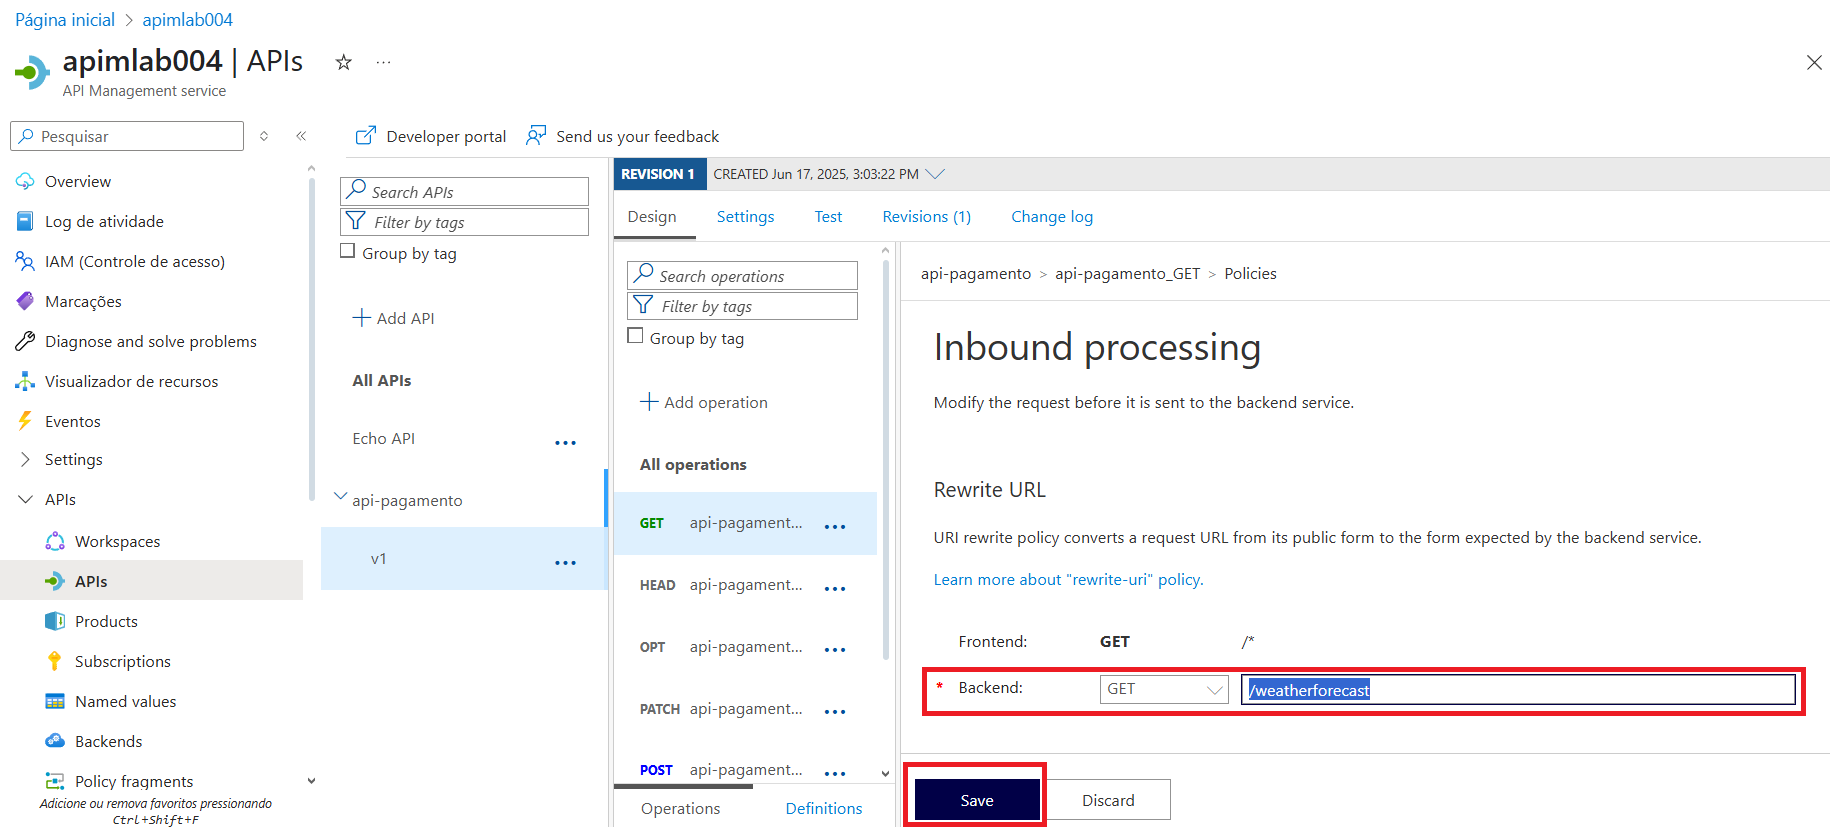 Página inicial > apimlab004
apimlab004 | APIs
API Management service
Pesquisar
Developer portal
Send us your feedback
Overview
Log de atividade
IAM (Controle de acesso)
Marcações
Diagnose and solve problems
Visualizador de recursos
Eventos
Settings
APIs
Workspaces
APIs
Products
Subscriptions
Named values
Backends
Policy fragments
Adicione ou remova favoritos pressionando
Ctrl+Shift+F
Search APIs
Filter by tags
Group by tag
Add API
All APIs
Echo API
api-pagamento
v1
REVISION 1
CREATED Jun 17, 2025, 3:03:22 PM
Design
Settings
Test
Revisions (1)
Change log
Search operations
Filter by tags
Group by tag
Add operation
All operations
GET api-pagament...
HEAD api-pagament...
OPT api-pagament...
PATCH api-pagament...
POST api-pagament...
Operations
Definitions
api-pagamento > api-pagamento_GET > Policies
Inbound processing
Modify the request before it is sent to the backend service.
Rewrite URL
URI rewrite policy converts a request URL from its public form to the form expected by the backend service.
Learn more about "rewrite-uri" policy.
Frontend: GET /*
* Backend: GET /weatherforecast
Save
Discard